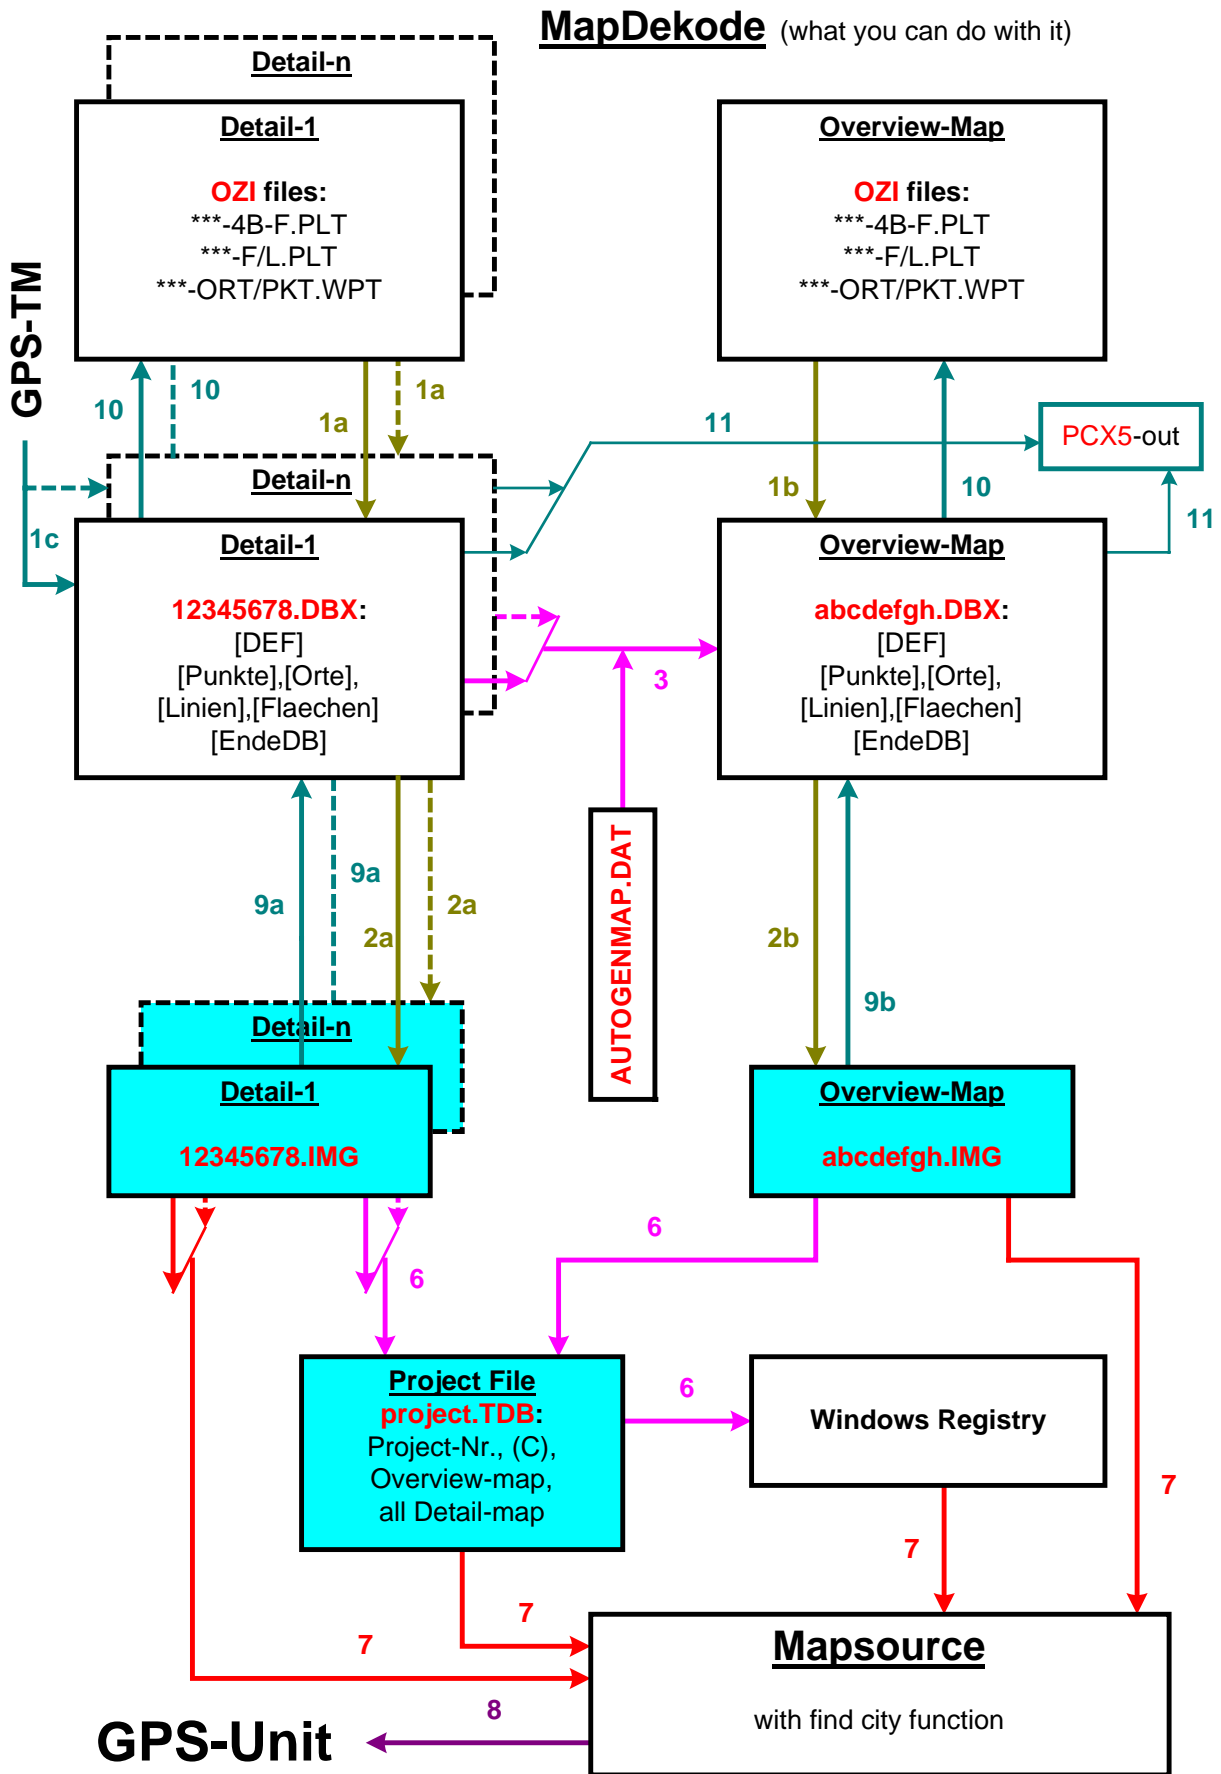 MapDekode (what you can do with it)
Detail-n
Detail-1
OZI files:
***-4B-F.PLT
***-F/L.PLT
***-ORT/PKT.WPT
Overview-Map
OZI files:
***-4B-F.PLT
***-F/L.PLT
***-ORT/PKT.WPT
GPS-TM
10
10
1a
1a
11
1b
10
PCX5-out
11
1c
Detail-n
Detail-1
12345678.DBX:
[DEF]
[Punkte],[Orte],
[Linien],[Flaechen]
[EndeDB]
3
Overview-Map
abcdefgh.DBX:
[DEF]
[Punkte],[Orte],
[Linien],[Flaechen]
[EndeDB]
AUTOGENMAP.DAT
9a
9a
2a
2a
2b
9b
Detail-n
Detail-1
12345678.IMG
Overview-Map
abcdefgh.IMG
6
6
Project File
project.TDB:
Project-Nr., (C),
Overview-map,
all Detail-map
6
Windows Registry
7
7
7
7
Mapsource
with find city function
8
GPS-Unit